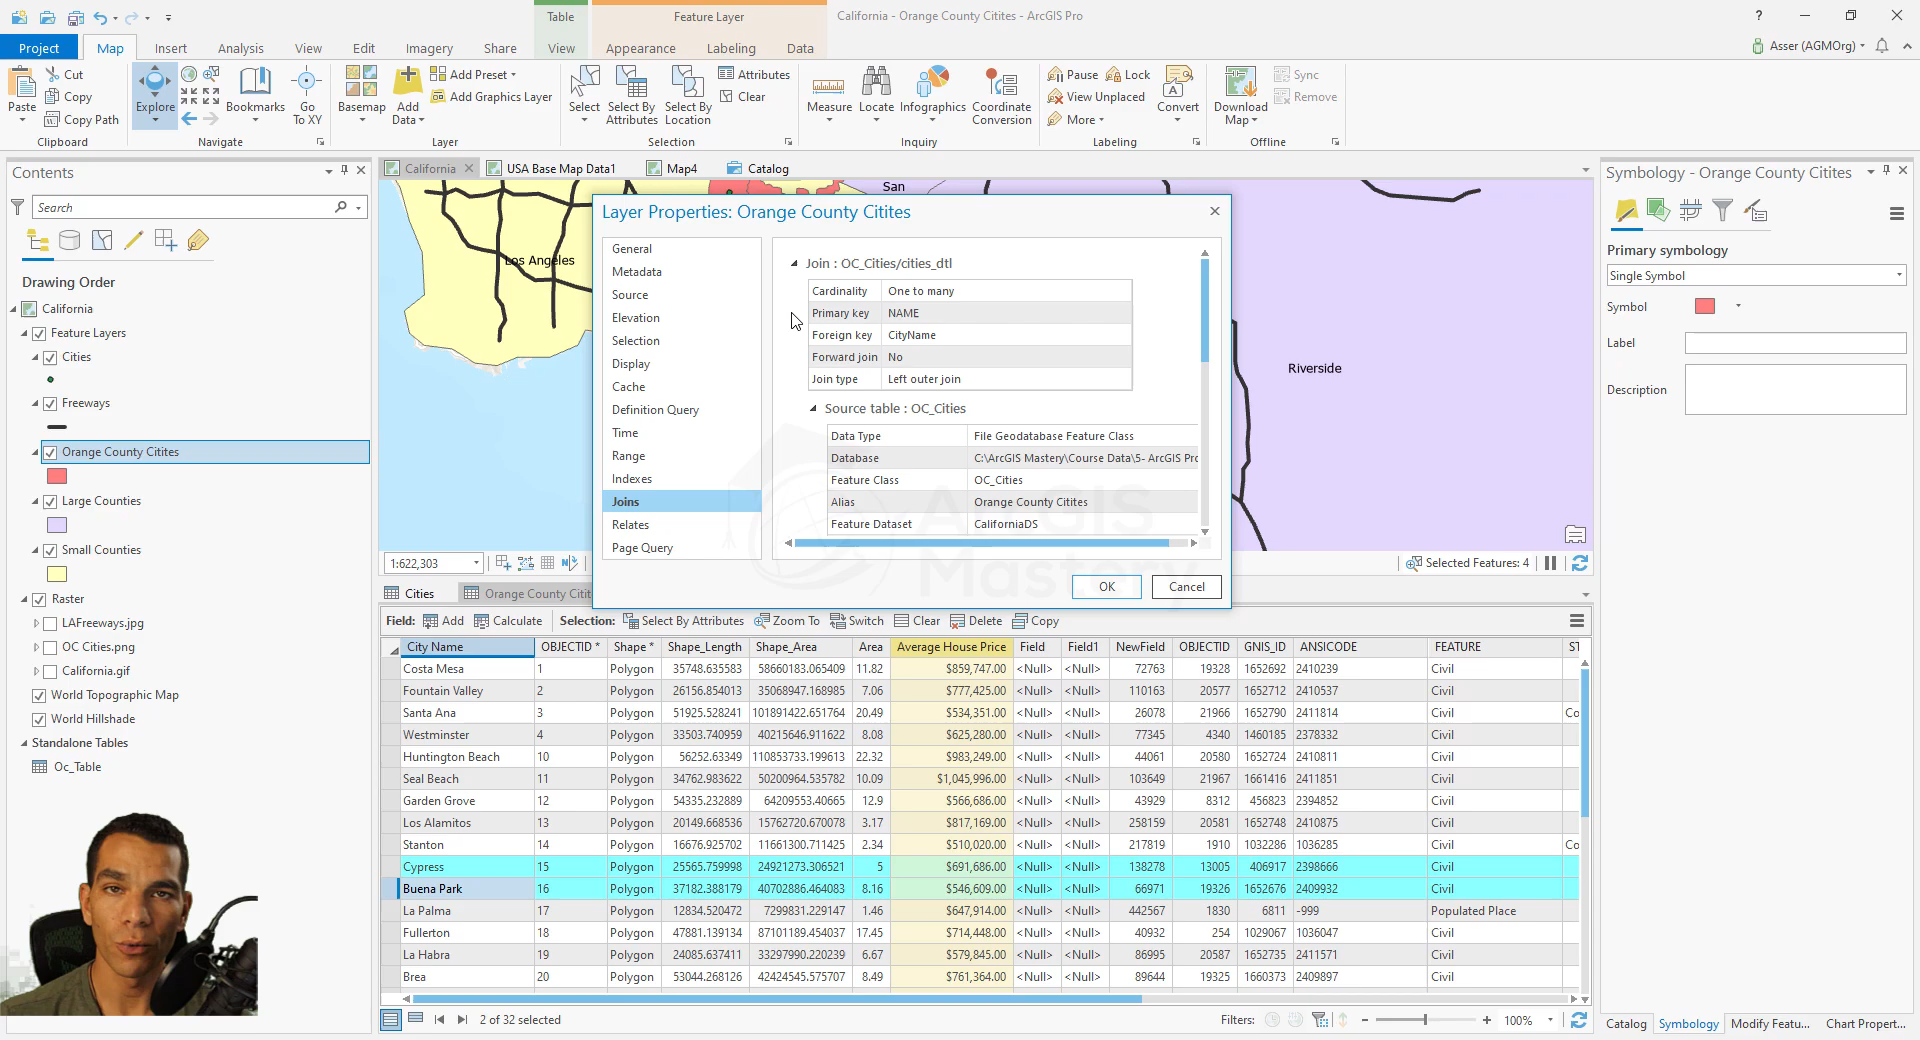 Table
Feature Layer
California - Orange County Citites - ArcGIS Pro
?
Project
Map
Insert
Analysis
View
Edit
Imagery
Share
View
Appearance
Labeling
Data
Asser (AGMOrg)
Paste
Cut
Copy
Copy Path
Clipboard
Explore
Bookmarks
Go To XY
Navigate
Basemap
Add Data
Add Preset
Add Graphics Layer
Layer
Select
Select By Attributes
Select By Location
Attributes
Clear
Selection
Measure
Locate
Infographics
Coordinate Conversion
Inquiry
Pause
Lock
View Unplaced
More
Convert
Labeling
Download Map
Sync
Remove
Offline
Contents
Search
Drawing Order
California
Feature Layers
Cities
Freeways
Orange County Citites
Large Counties
Small Counties
Raster
LAFreeways.jpg
OC Cities.png
California.gif
World Topographic Map
World Hillshade
Standalone Tables
Oc_Table
California
USA Base Map Data1
Map4
Catalog
San
Los Angeles
Riverside
Layer Properties: Orange County Citites
General
Metadata
Source
Elevation
Selection
Display
Cache
Definition Query
Time
Range
Indexes
Joins
Relates
Page Query
Join : OC_Cities/cities_dtl
Cardinality One to many
Primary key NAME
Foreign key CityName
Forward join No
Join type Left outer join
Source table : OC_Cities
Data Type File Geodatabase Feature Class
Database C:\ArcGIS Mastery\Course Data\5- ArcGIS Prc
Feature Class OC_Cities
Alias Orange County Citites
Feature Dataset CaliforniaDS
ArcGIS
Mastery
OK
Cancel
1:622,303
Selected Features: 4
Cities
Orange County Citit
Field: Add Calculate Selection: Select By Attributes Zoom To Switch Clear Delete Copy
City Name OBJECTID * Shape * Shape_Length Shape_Area Area Average House Price Field Field1 NewField OBJECTID GNIS_ID ANSICODE FEATURE ST
Costa Mesa 1 Polygon 35748.635583 58660183.065409 11.82 $859,747.00 <Null> <Null> 72763 19328 1652692 2410239 Civil
Fountain Valley 2 Polygon 26156.854013 35068947.168985 7.06 $777,425.00 <Null> <Null> 110163 20577 1652712 2410537 Civil
Santa Ana 3 Polygon 51925.528241 101891422.651764 20.49 $534,351.00 <Null> <Null> 26078 21966 1652790 2411814 Civil Co
Westminster 4 Polygon 33503.740959 40215646.911622 8.08 $625,280.00 <Null> <Null> 77345 4340 1460185 2378332 Civil
Huntington Beach 10 Polygon 56252.63349 110853733.199613 22.32 $983,249.00 <Null> <Null> 44061 20580 1652724 2410811 Civil
Seal Beach 11 Polygon 34762.983622 50200964.535782 10.09 $1,045,996.00 <Null> <Null> 103649 21967 1661416 2411851 Civil
Garden Grove 12 Polygon 54335.232889 64209553.40665 12.9 $566,686.00 <Null> <Null> 43929 8312 456823 2394852 Civil
Los Alamitos 13 Polygon 20149.668536 15762720.670078 3.17 $817,169.00 <Null> <Null> 258159 20581 1652748 2410875 Civil
Stanton 14 Polygon 16676.925702 11661300.711425 2.34 $510,020.00 <Null> <Null> 217819 1910 1032286 1036285 Civil Co
Cypress 15 Polygon 25565.759998 24921273.306521 5 $691,686.00 <Null> <Null> 138278 13005 406917 2398666 Civil
Buena Park 16 Polygon 37182.388179 40702886.464083 8.16 $546,609.00 <Null> <Null> 66971 19326 1652676 2409932 Civil
La Palma 17 Polygon 12834.520472 7299831.229147 1.46 $647,914.00 <Null> <Null> 442567 1830 6811 -999 Populated Place
Fullerton 18 Polygon 47881.139134 87101189.454037 17.45 $714,448.00 <Null> <Null> 40932 254 1029067 1036047 Civil
La Habra 19 Polygon 24085.637411 33297990.220239 6.67 $579,845.00 <Null> <Null> 86995 20587 1652735 2411571 Civil
Brea 20 Polygon 53044.268126 42424545.575707 8.49 $761,364.00 <Null> <Null> 89644 19325 1660373 2409897 Civil
2 of 32 selected
Filters:
100%
Symbology - Orange County Citites
Primary symbology
Single Symbol
Symbol
Label
Description
Catalog
Symbology
Modify Featu...
Chart Propert...